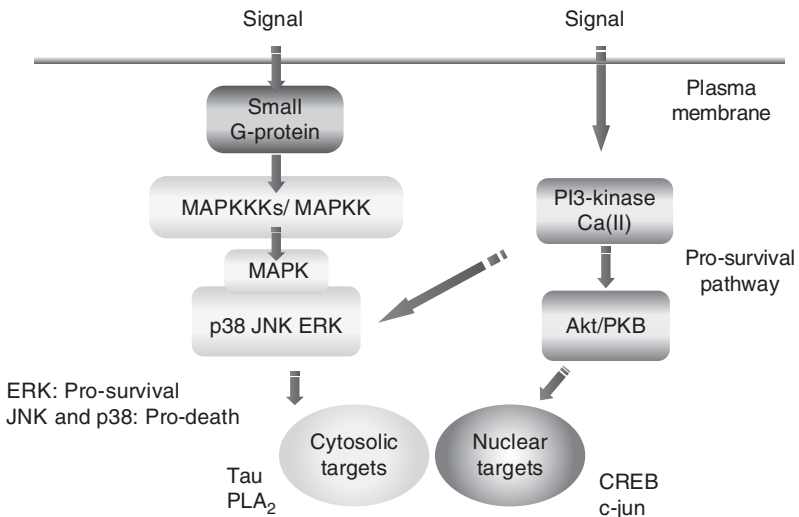 Signal
Signal
Plasma
membrane
Small
G-protein
MAPKKKs/ MAPKK
PI3-kinase
Ca(II)
MAPK
Pro-survival
pathway
p38 JNK ERK
Akt/PKB
ERK: Pro-survival
JNK and p38: Pro-death
Cytosolic
targets
Nuclear
targets
Tau
PLA₂
CREB
c-jun